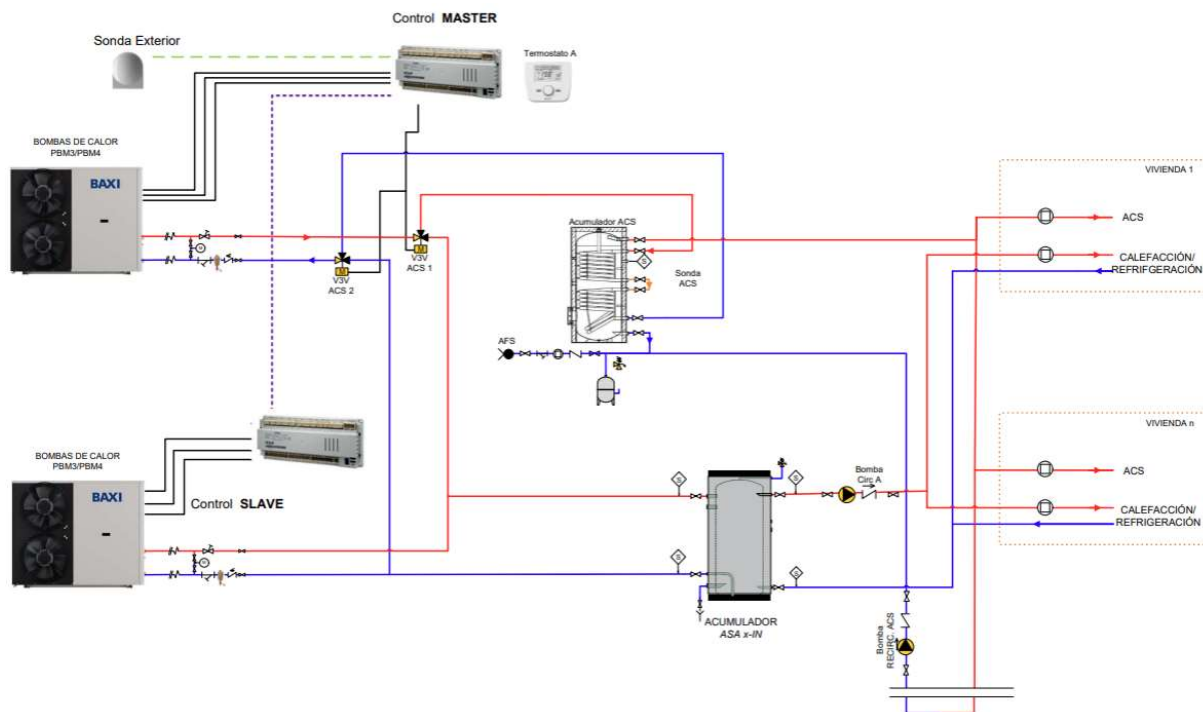 Control MASTER
Sonda Exterior
Termostato A
BOMBAS DE CALOR
PBM3/PBM4
BAXI
VIVIENDA 1
ACS
CALEFACCIÓN/
REFRIFGERACIÓN/
Acumulador ACS
M
V3V
ACS 1
M
V3V
ACS 2
M
S
Sonda
ACS
AFS
VIVIENDA n
BOMBAS DE CALOR
PBM3/PBM4
BAXI
Control SLAVE
M
S
S
Bomba
Circ A
ACS
CALEFACCIÓN/
REFRIGERACIÓN/
S
S
ACUMULADOR
ASA x-IN
Bomba
RECIRC. ACS